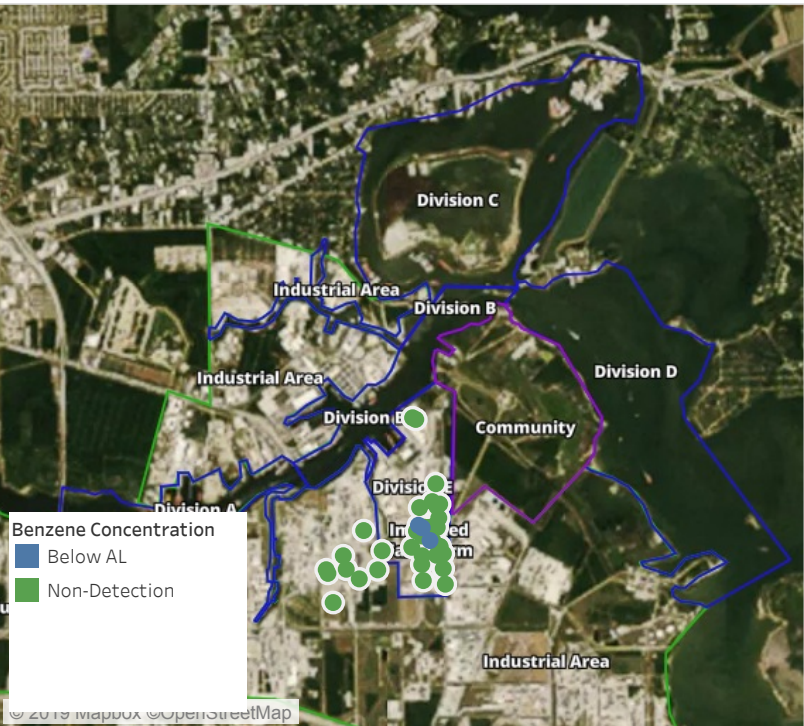 Division C
Industrial Area
Division B
Industrial Area
Division D
Division
Community
Division A
Benzene Concentration
Below AL
Non-Detection
Industrial Area
© 2019 Mapbox ©OpenStreetMap